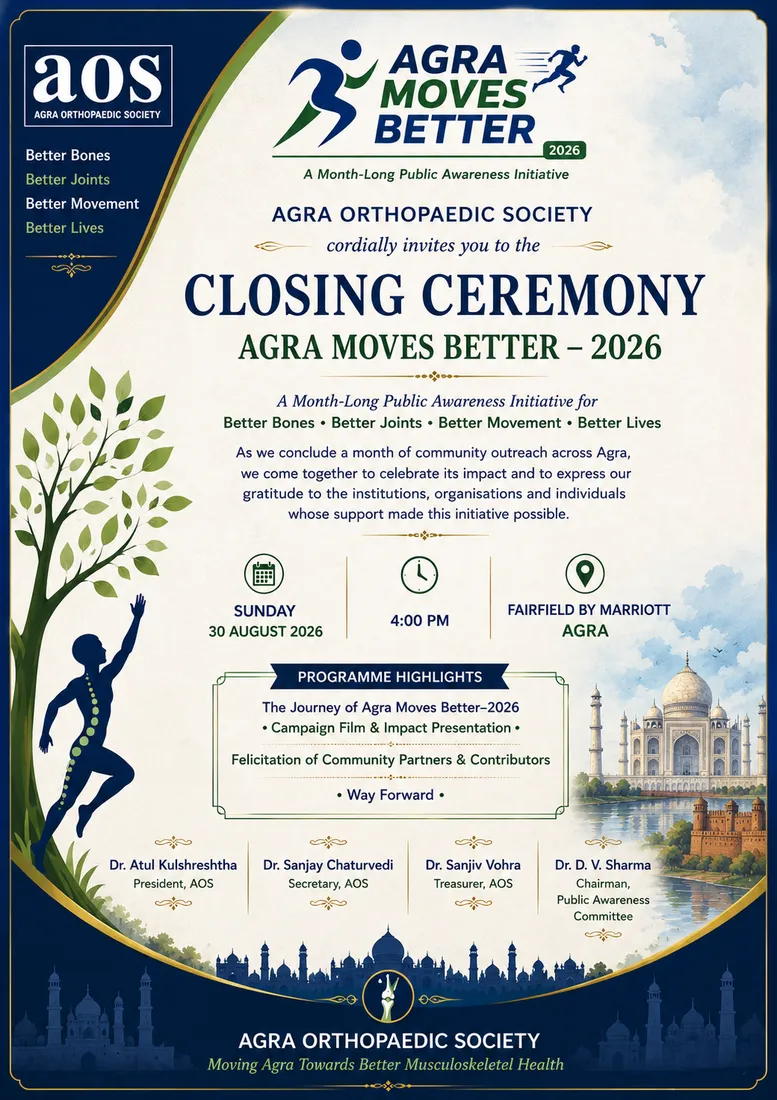 aos
AGRA ORTHOPAEDIC SOCIETY
Better Bones
Better Joints
Better Movement
Better Lives
AGRA
MOVES
BETTER
2026
A Month-Long Public Awareness Initiative
AGRA ORTHOPAEDIC SOCIETY
cordially invites you to the
CLOSING CEREMONY
AGRA MOVES BETTER – 2026
A Month-Long Public Awareness Initiative for
Better Bones • Better Joints • Better Movement • Better Lives
As we conclude a month of community outreach across Agra,
we come together to celebrate its impact and to express our
gratitude to the institutions, organisations and individuals
whose support made this initiative possible.
SUNDAY
30 AUGUST 2026
4:00 PM
FAIRFIELD BY MARRIOTT
AGRA
PROGRAMME HIGHLIGHTS
The Journey of Agra Moves Better–2026
• Campaign Film & Impact Presentation •
Felicitation of Community Partners & Contributors
• Way Forward •
Dr. Atul Kulshreshtha
President, AOS
Dr. Sanjay Chaturvedi
Secretary, AOS
Dr. Sanjiv Vohra
Treasurer, AOS
Dr. D. V. Sharma
Chairman,
Public Awareness
Committee
AGRA ORTHOPAEDIC SOCIETY
Moving Agra Towards Better Musculoskeletel Health